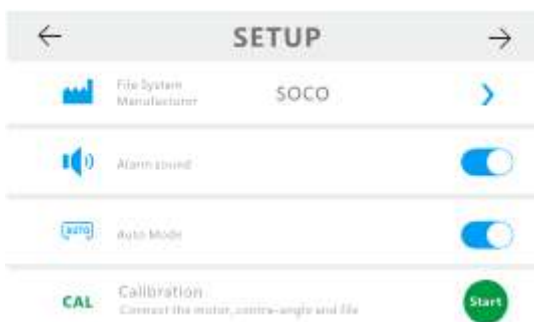 ← SETUP →
File System
Manufacturer
SOCO
Alarm sound
AUTO
Auto Mode
CAL
Calibration
Connect the motor, contra-angle and file
Start